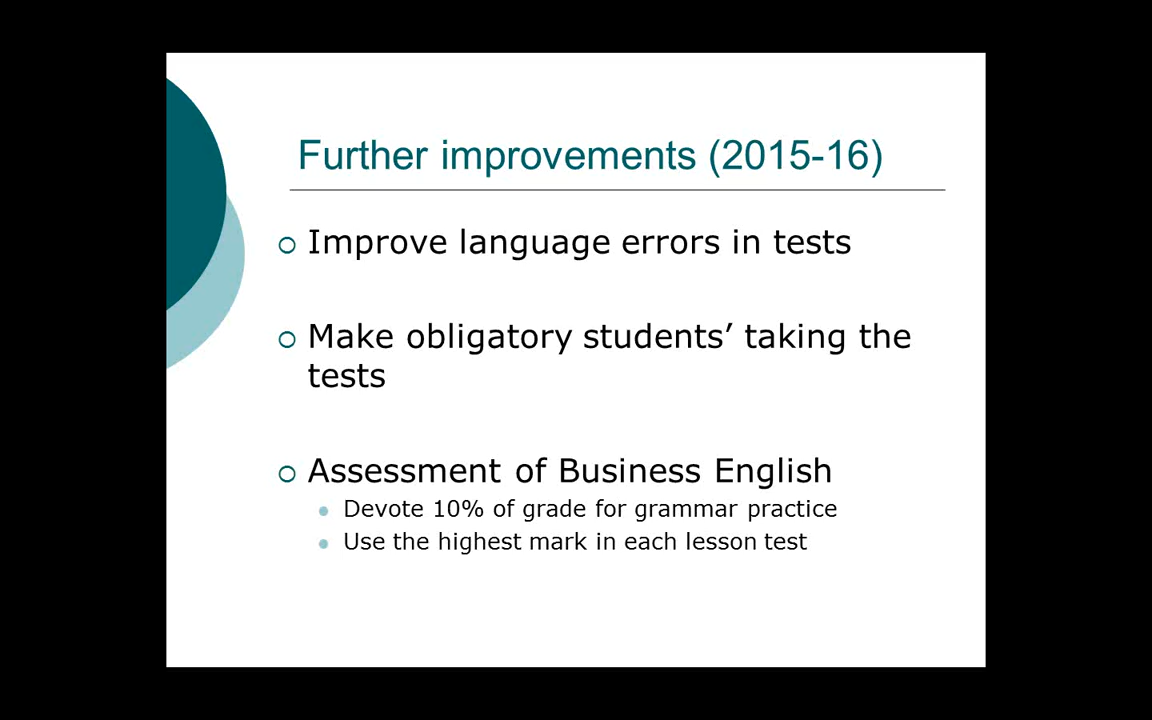 Further improvements (2015-16)
Improve language errors in tests
Make obligatory students’ taking the
tests
Assessment of Business English
Devote 10% of grade for grammar practice
Use the highest mark in each lesson test